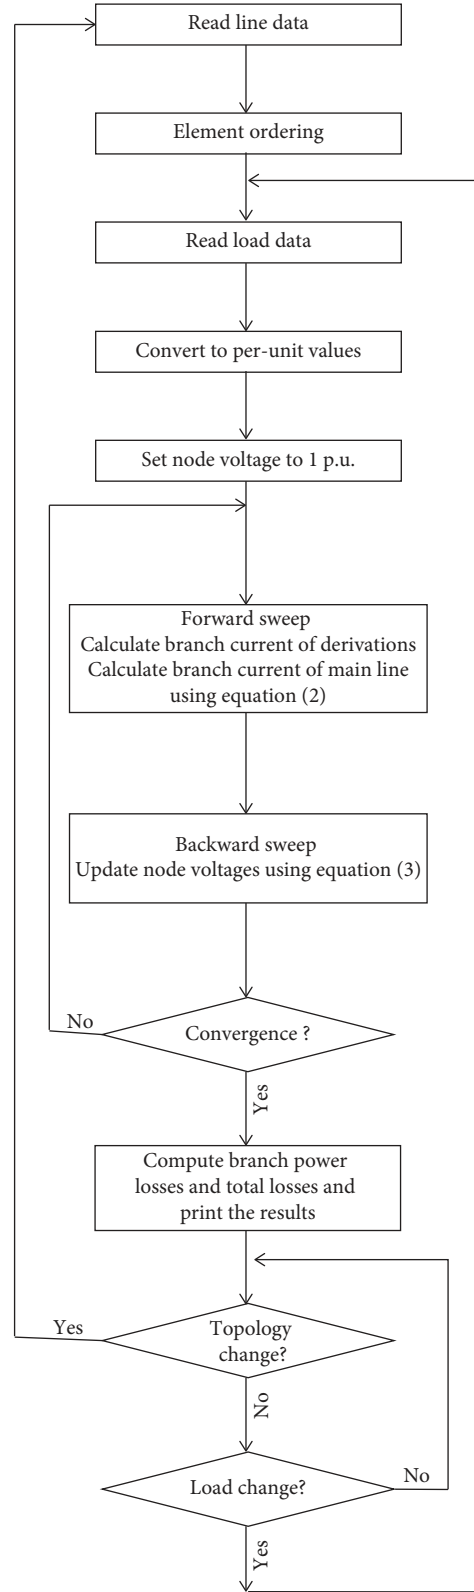 Read line data
Element ordering
Read load data
Convert to per-unit values
Set node voltage to 1 p.u.
Forward sweep
Calculate branch current of derivations
Calculate branch current of main line
using equation (2)
Backward sweep
Update node voltages using equation (3)
No
Convergence ?
Yes
Compute branch power
losses and total losses and
print the results
Yes
Topology
change?
No
Load change?
No
Yes